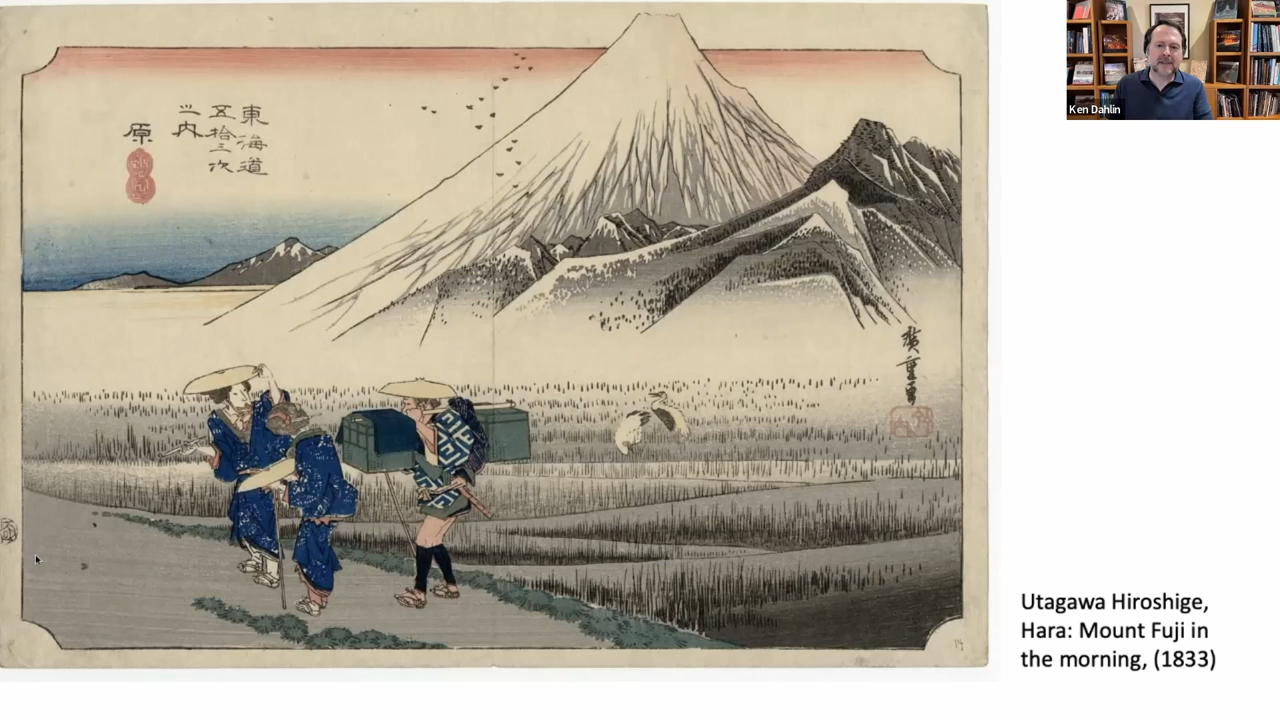 Ken Dahlin
東海道
五拾三次
之内
原
廣重画
Utagawa Hiroshige,
Hara: Mount Fuji in
the morning, (1833)